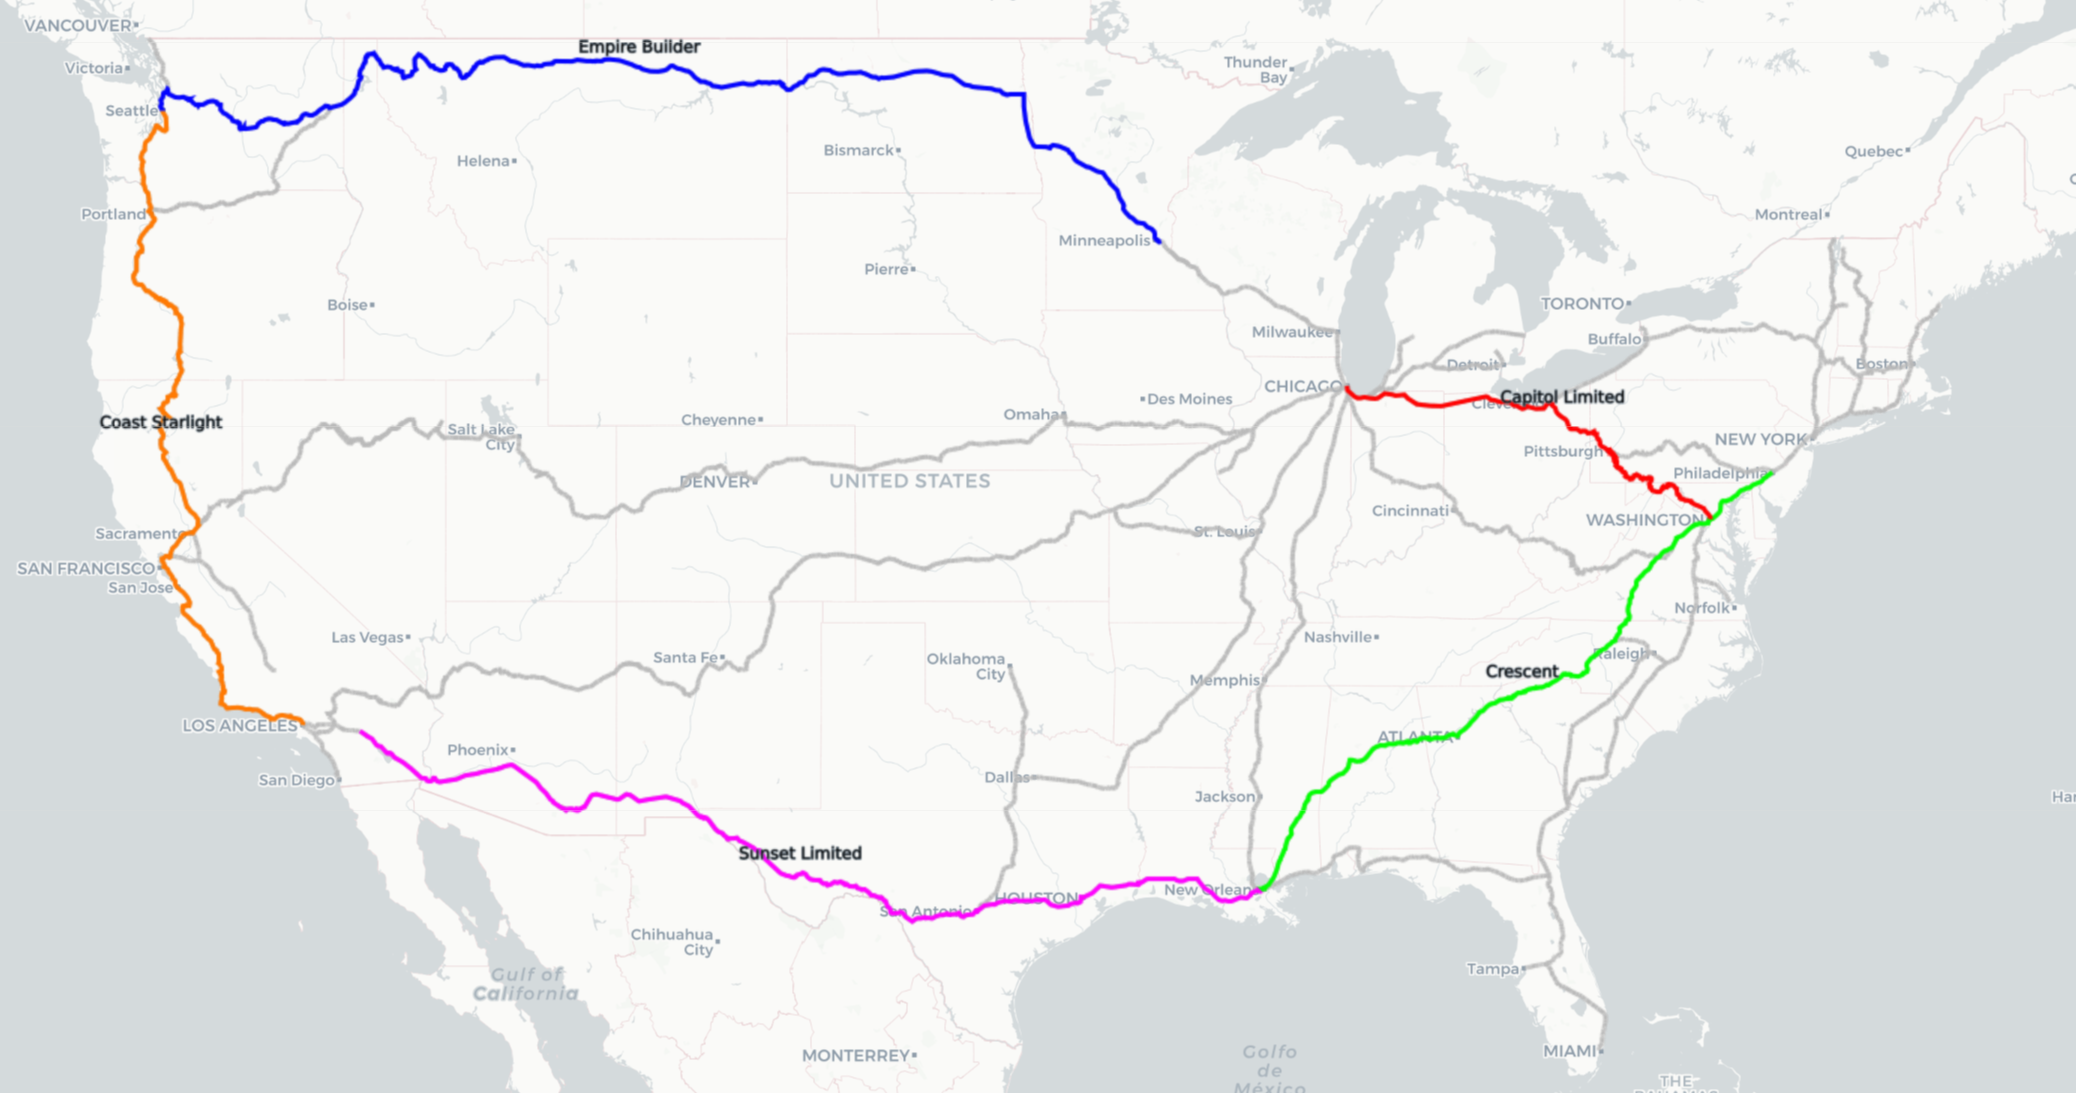 VANCOUVER
Victoria
Seattle
Empire Builder
Thunder
Bay
Helena
Bismarck
Quebec
Portland
Montreal
Minneapolis
Pierre
Boise
TORONTO
Milwaukee
Buffalo
Detroit
Boston
CHICAGO
Des Moines
Capitol Limited
Omaha
Coast Starlight
Cheyenne
Salt Lake
City
NEW YORK
Pittsburgh
Philadelphia
DENVER
UNITED STATES
Cincinnati
WASHINGTON
Sacramento
St. Louis
SAN FRANCISCO
San Jose
Norfolk
Las Vegas
Nashville
Santa Fe
Raleigh
Oklahoma
City
Crescent
Memphis
LOS ANGELES
ATLANTA
Phoenix
San Diego
Dallas
Jackson
Sunset Limited
New Orleans
HOUSTON
San Antonio
Chihuahua
City
Tampa
Gulf of
California
MONTERREY
MIAMI
Golfo
de
México
THE